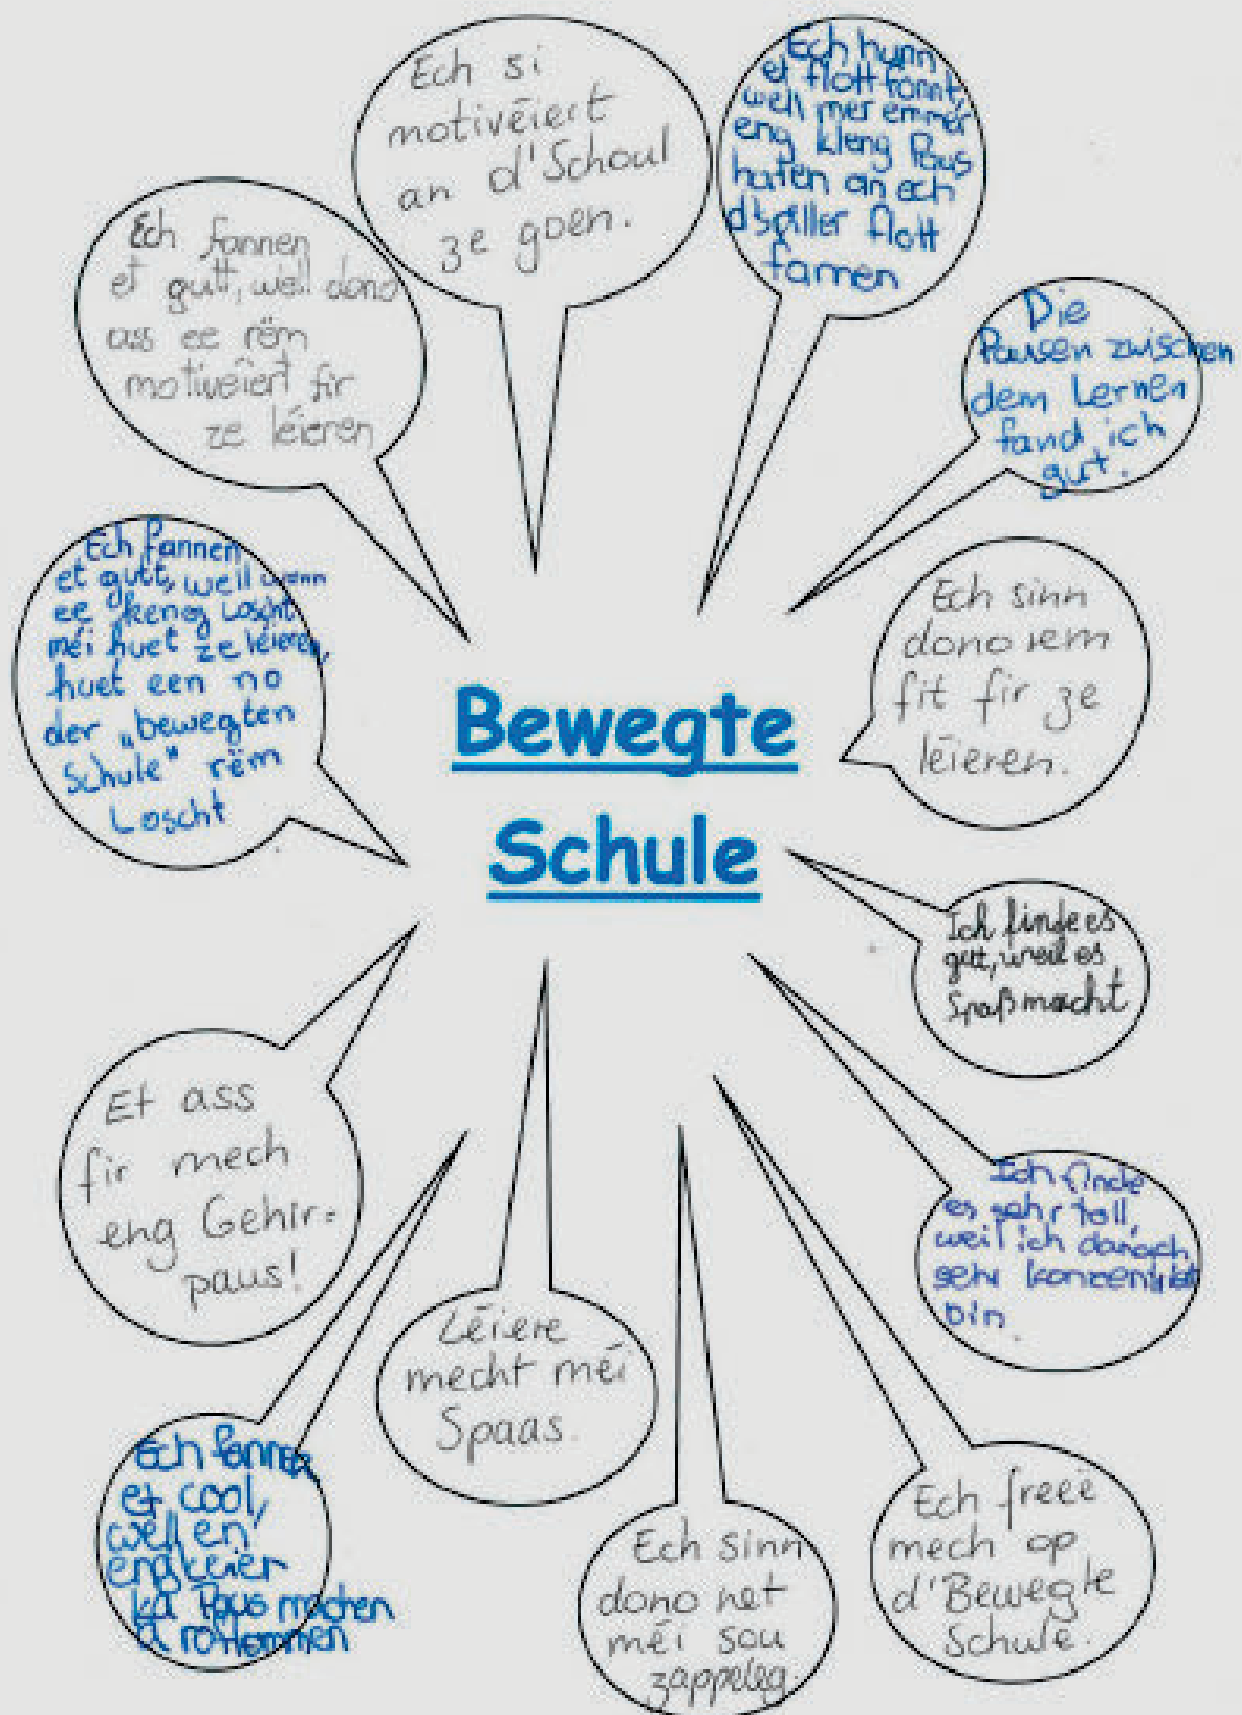 Ech si
motivéiert
an d'Schoul
ze goen.
Ech hunn
et flott fonnt,
well mer emmer
eng kleng Paus
haten an ech
d'spiller flott
fannen
Ech fannen
et gutt, well dono
ass ee rëm
motivéiert fir
ze léieren
Die
Pausen zwischen
dem Lernen
fand ich
gut.
Ech fannen
et gutt, well wann
ee keng Loscht
méi huet ze léieren,
huet een no
der „bewegten
Schule" rëm
Loscht
Ech sinn
dono rem
fit fir ze
léieren.
Bewegte
Schule
Ich finde es
gut, weil es
Spaß macht
Et ass
fir mech
eng Gehir=
paus!
Ich finde
es sehr toll,
weil ich danach
sehr
bin
Léiere
mecht méi
Spaas.
Ech fannen
et cool,
well en
eng keier
ka Paus machen
Ech sinn
dono net
méi sou
zappeleg.
Ech freeë
mech op
d'Bewegte
Schule.